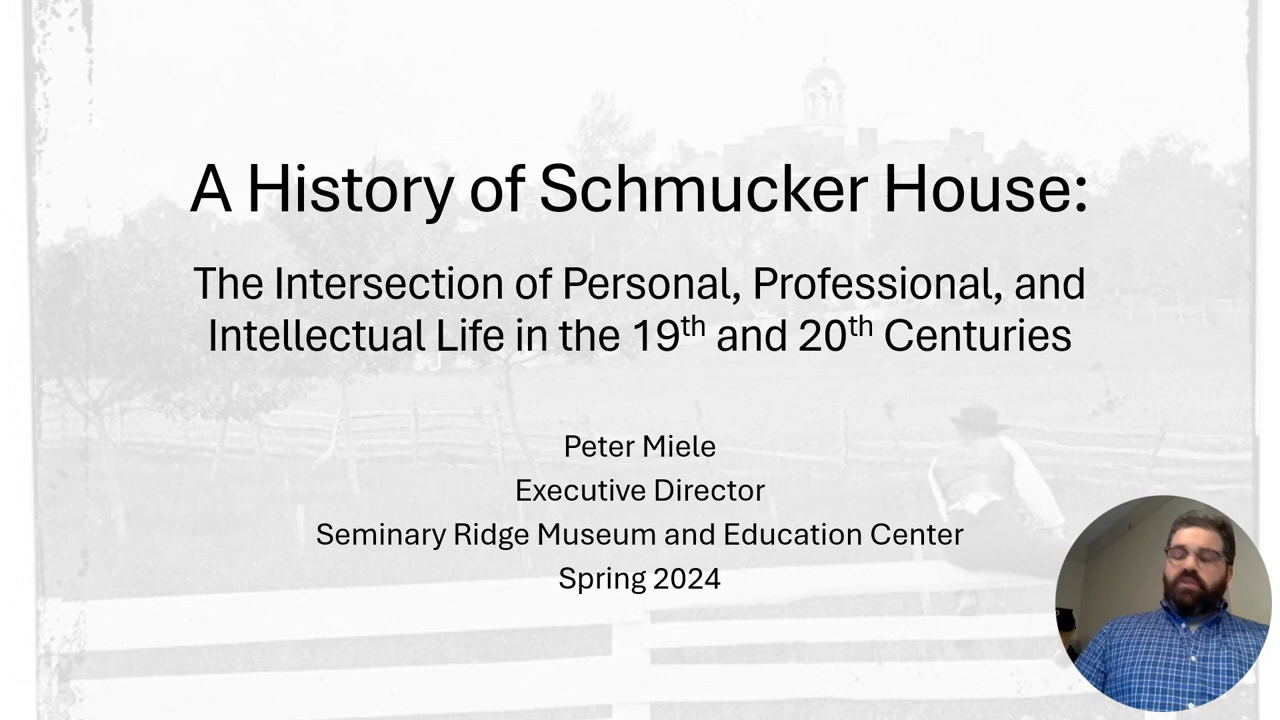 A History of Schmucker House:
The Intersection of Personal, Professional, and
Intellectual Life in the 19th and 20th Centuries
Peter Miele
Executive Director
Seminary Ridge Museum and Education Center
Spring 2024